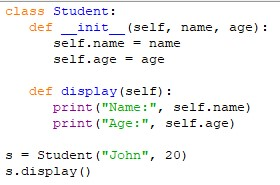 class Student:
    def __init__(self, name, age):
        self.name = name
        self.age = age

    def display(self):
        print("Name:", self.name)
        print("Age:", self.age)

s = Student("John", 20)
s.display()